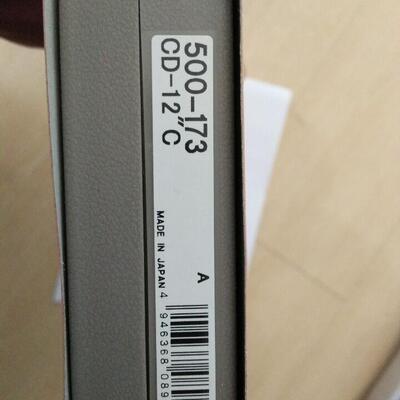 500-173
CD-12"C
A
MADE IN JAPAN
4 946368 089